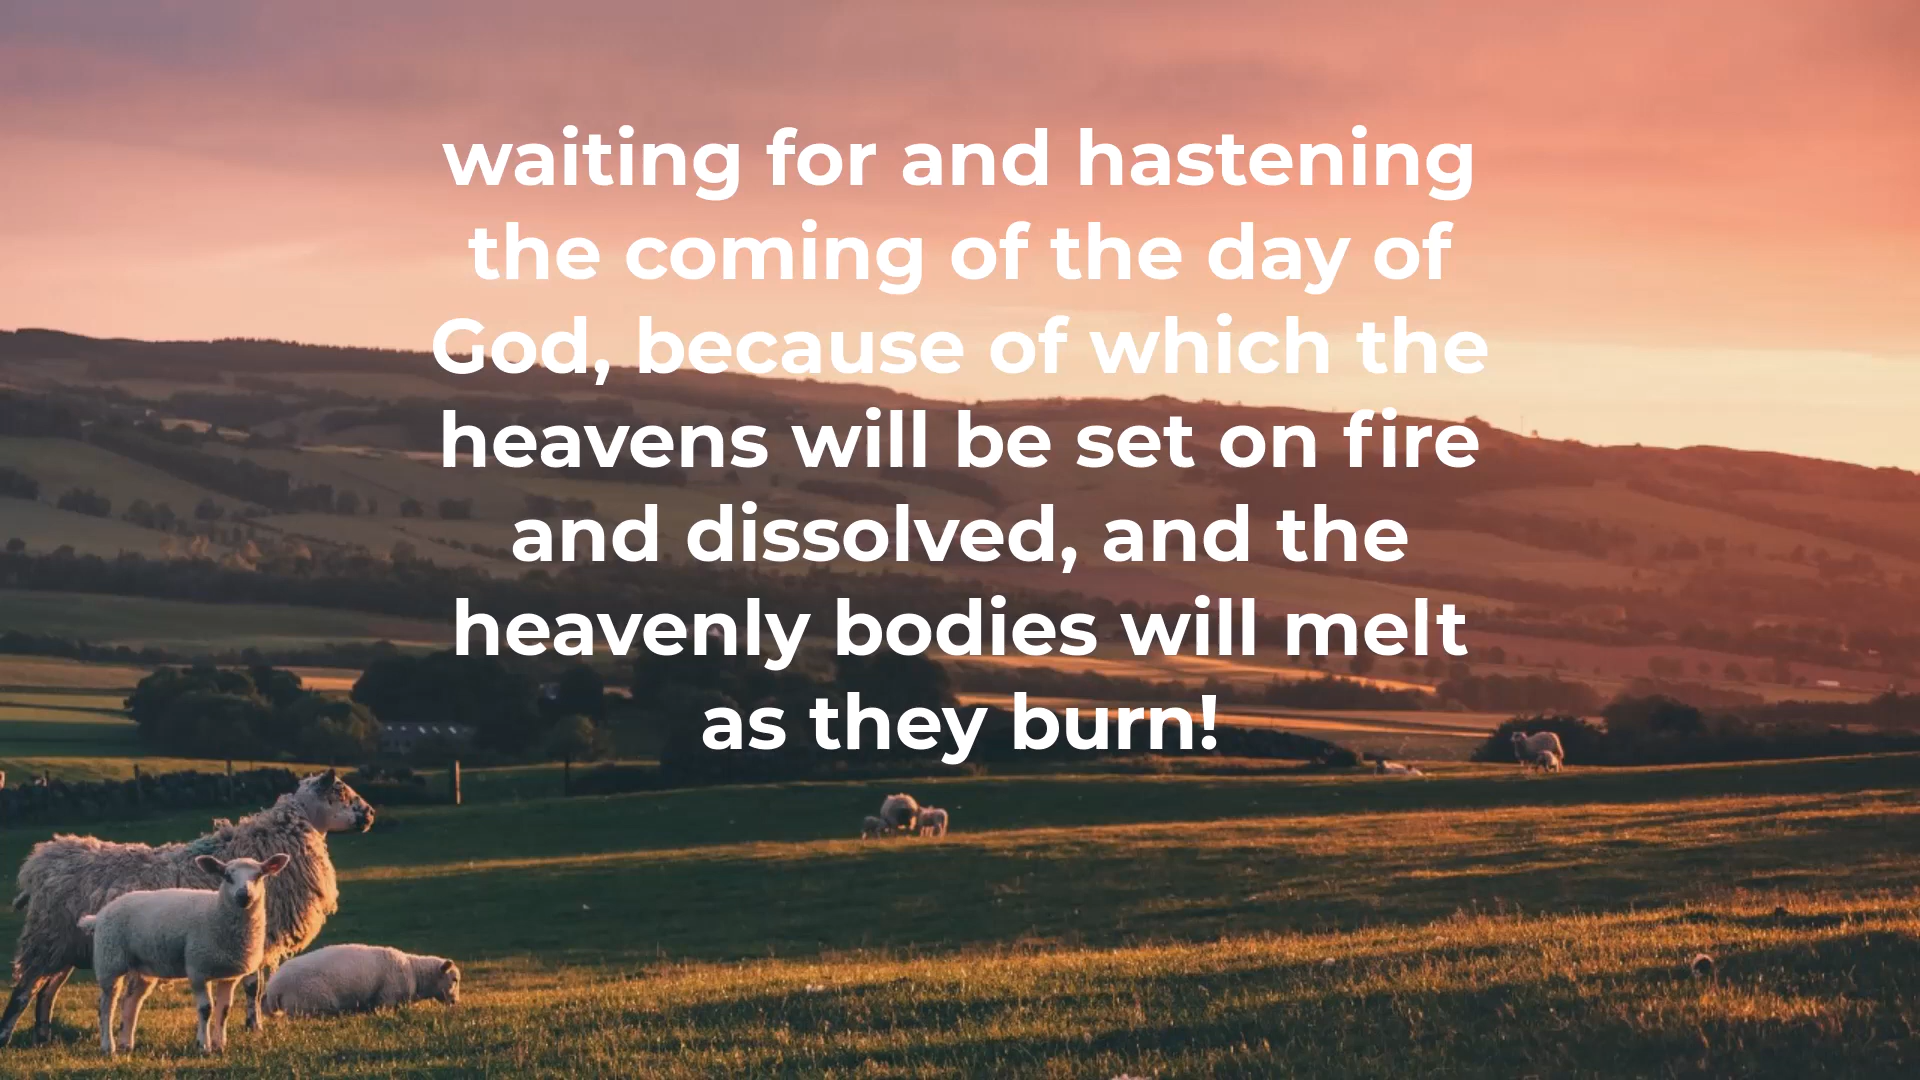 waiting for and hastening
the coming of the day of
God, because of which the
heavens will be set on fire
and dissolved, and the
heavenly bodies will melt
as they burn!